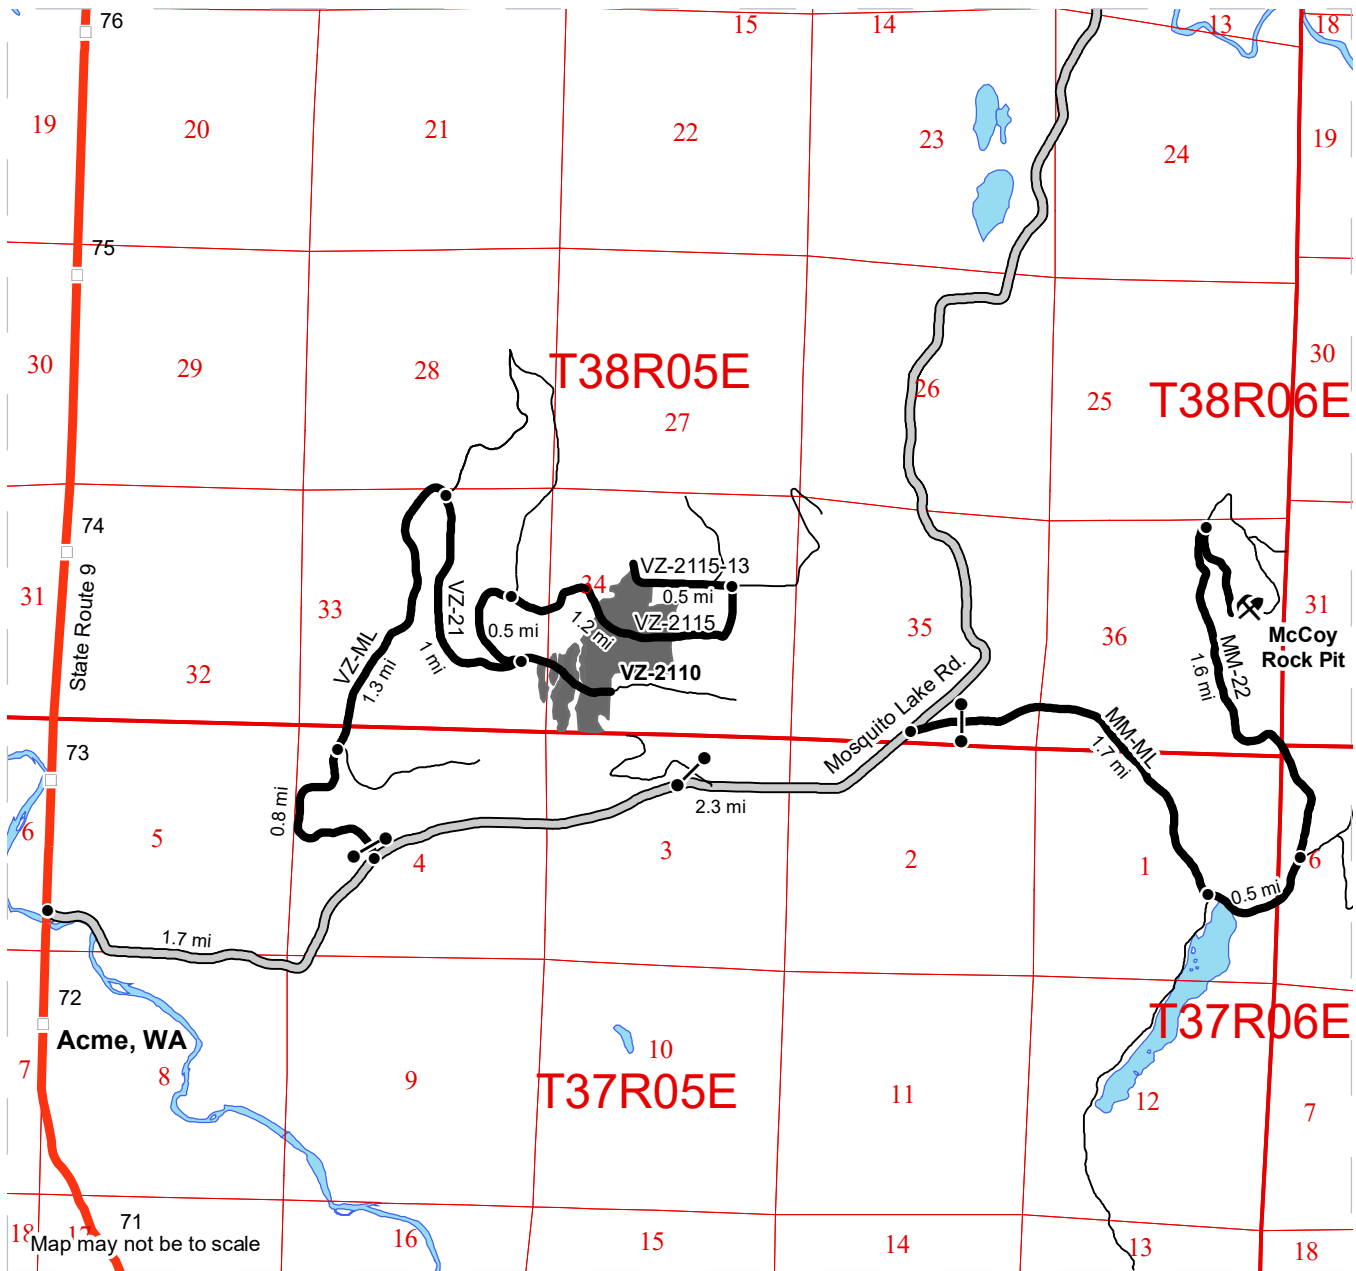 76
15
14
13
18
19
20
21
22
23
24
19
75
30
29
28
T38R05E
27
26
25
30
T38R06E
74
State Route 9
31
32
33
VZ-ML
1.3 mi
VZ-21
1 mi
0.5 mi
34
1.2 mi
VZ-2115-13
0.5 mi
VZ-2115
VZ-2110
35
36
31
McCoy
Rock Pit
MM-22
1.6 mi
Mosquito Lake Rd.
MM-ML
1.7 mi
73
6
5
0.8 mi
4
3
2.3 mi
2
1
6
0.5 mi
1.7 mi
72
Acme, WA
7
8
9
10
T37R05E
11
12
T37R06E
7
71
18
17
Map may not be to scale
16
15
14
13
18